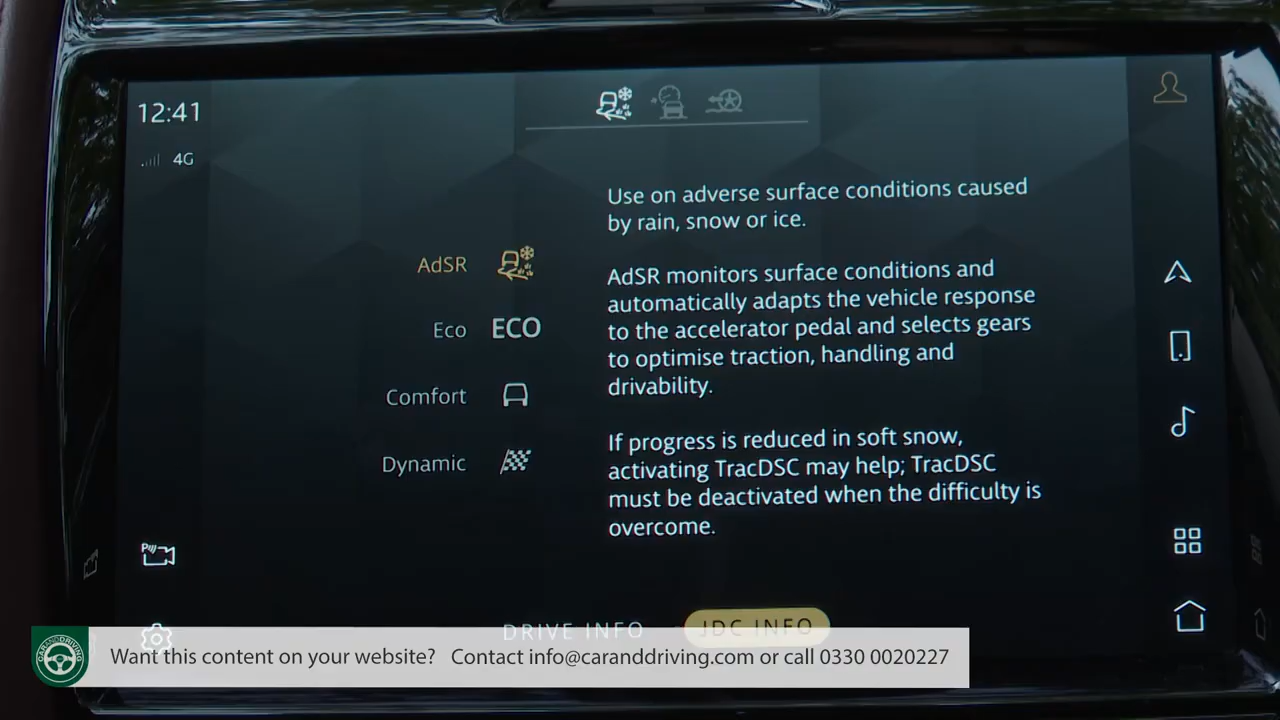 12:41
4G
Use on adverse surface conditions caused
by rain, snow or ice.
AdSR
Eco
ECO
Comfort
Dynamic
AdSR monitors surface conditions and
automatically adapts the vehicle response
to the accelerator pedal and selects gears
to optimise traction, handling and
drivability.
If progress is reduced in soft snow,
activating TracDSC may help; TracDSC
must be deactivated when the difficulty is
overcome.
P
DRIVE INFO
JDC INFO
CARANDDRIVING
Want this content on your website? Contact info@caranddriving.com or call 0330 0020227